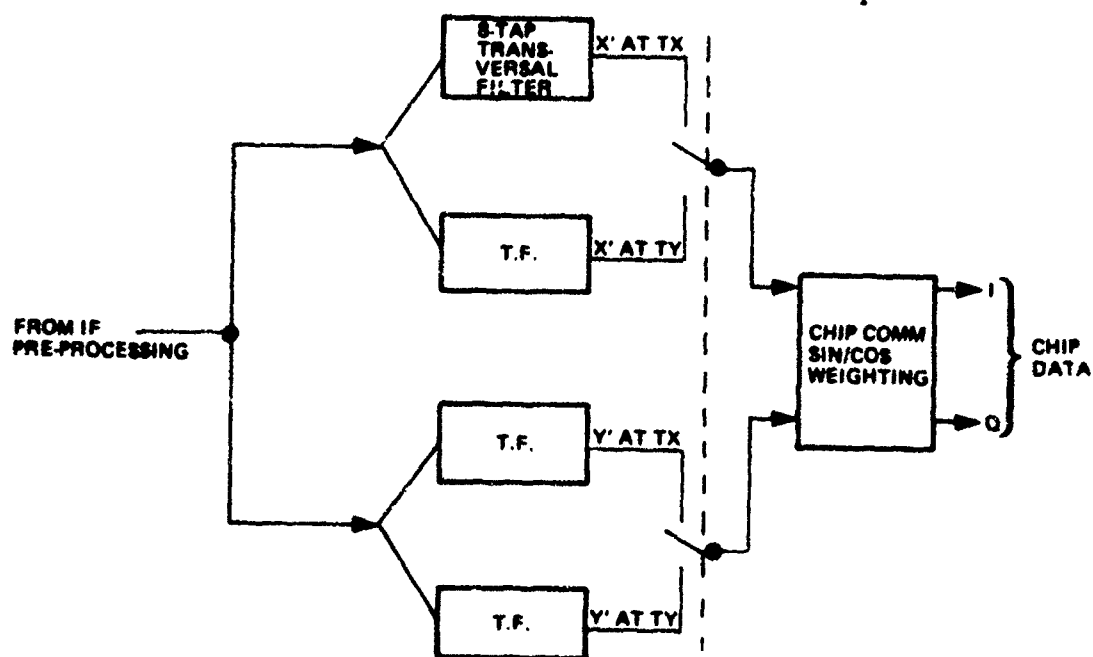 8-TAP
TRANS-
VERSAL
FILTER
X' AT TX
T.F.
X' AT TY
FROM IF
PRE-PROCESSING
CHIP COMM
SIN/COS
WEIGHTING
I
Q
CHIP
DATA
T.F.
Y' AT TX
T.F.
Y' AT TY